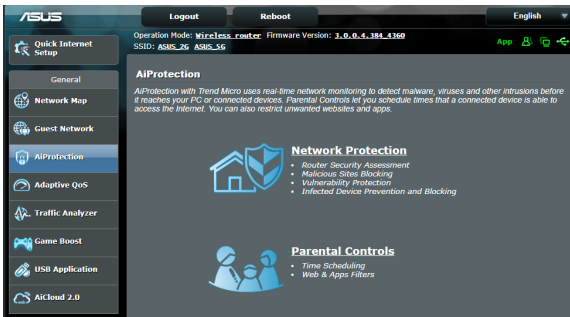 ASUS
Logout
Reboot
English
Operation Mode: Wireless router Firmware Version: 3.0.0.4.384_4360
SSID: ASUS_2G ASUS_5G
App
Quick Internet
Setup
General
Network Map
Guest Network
AiProtection
Adaptive QoS
Traffic Analyzer
Game Boost
USB Application
AiCloud 2.0
AiProtection
AiProtection with Trend Micro uses real-time network monitoring to detect malware, viruses and other intrusions before
it reaches your PC or connected devices. Parental Controls let you schedule times that a connected device is able to
access the Internet. You can also restrict unwanted websites and apps.
Network Protection
• Router Security Assessment
• Malicious Sites Blocking
• Vulnerability Protection
• Infected Device Prevention and Blocking
Parental Controls
• Time Scheduling
• Web & Apps Filters